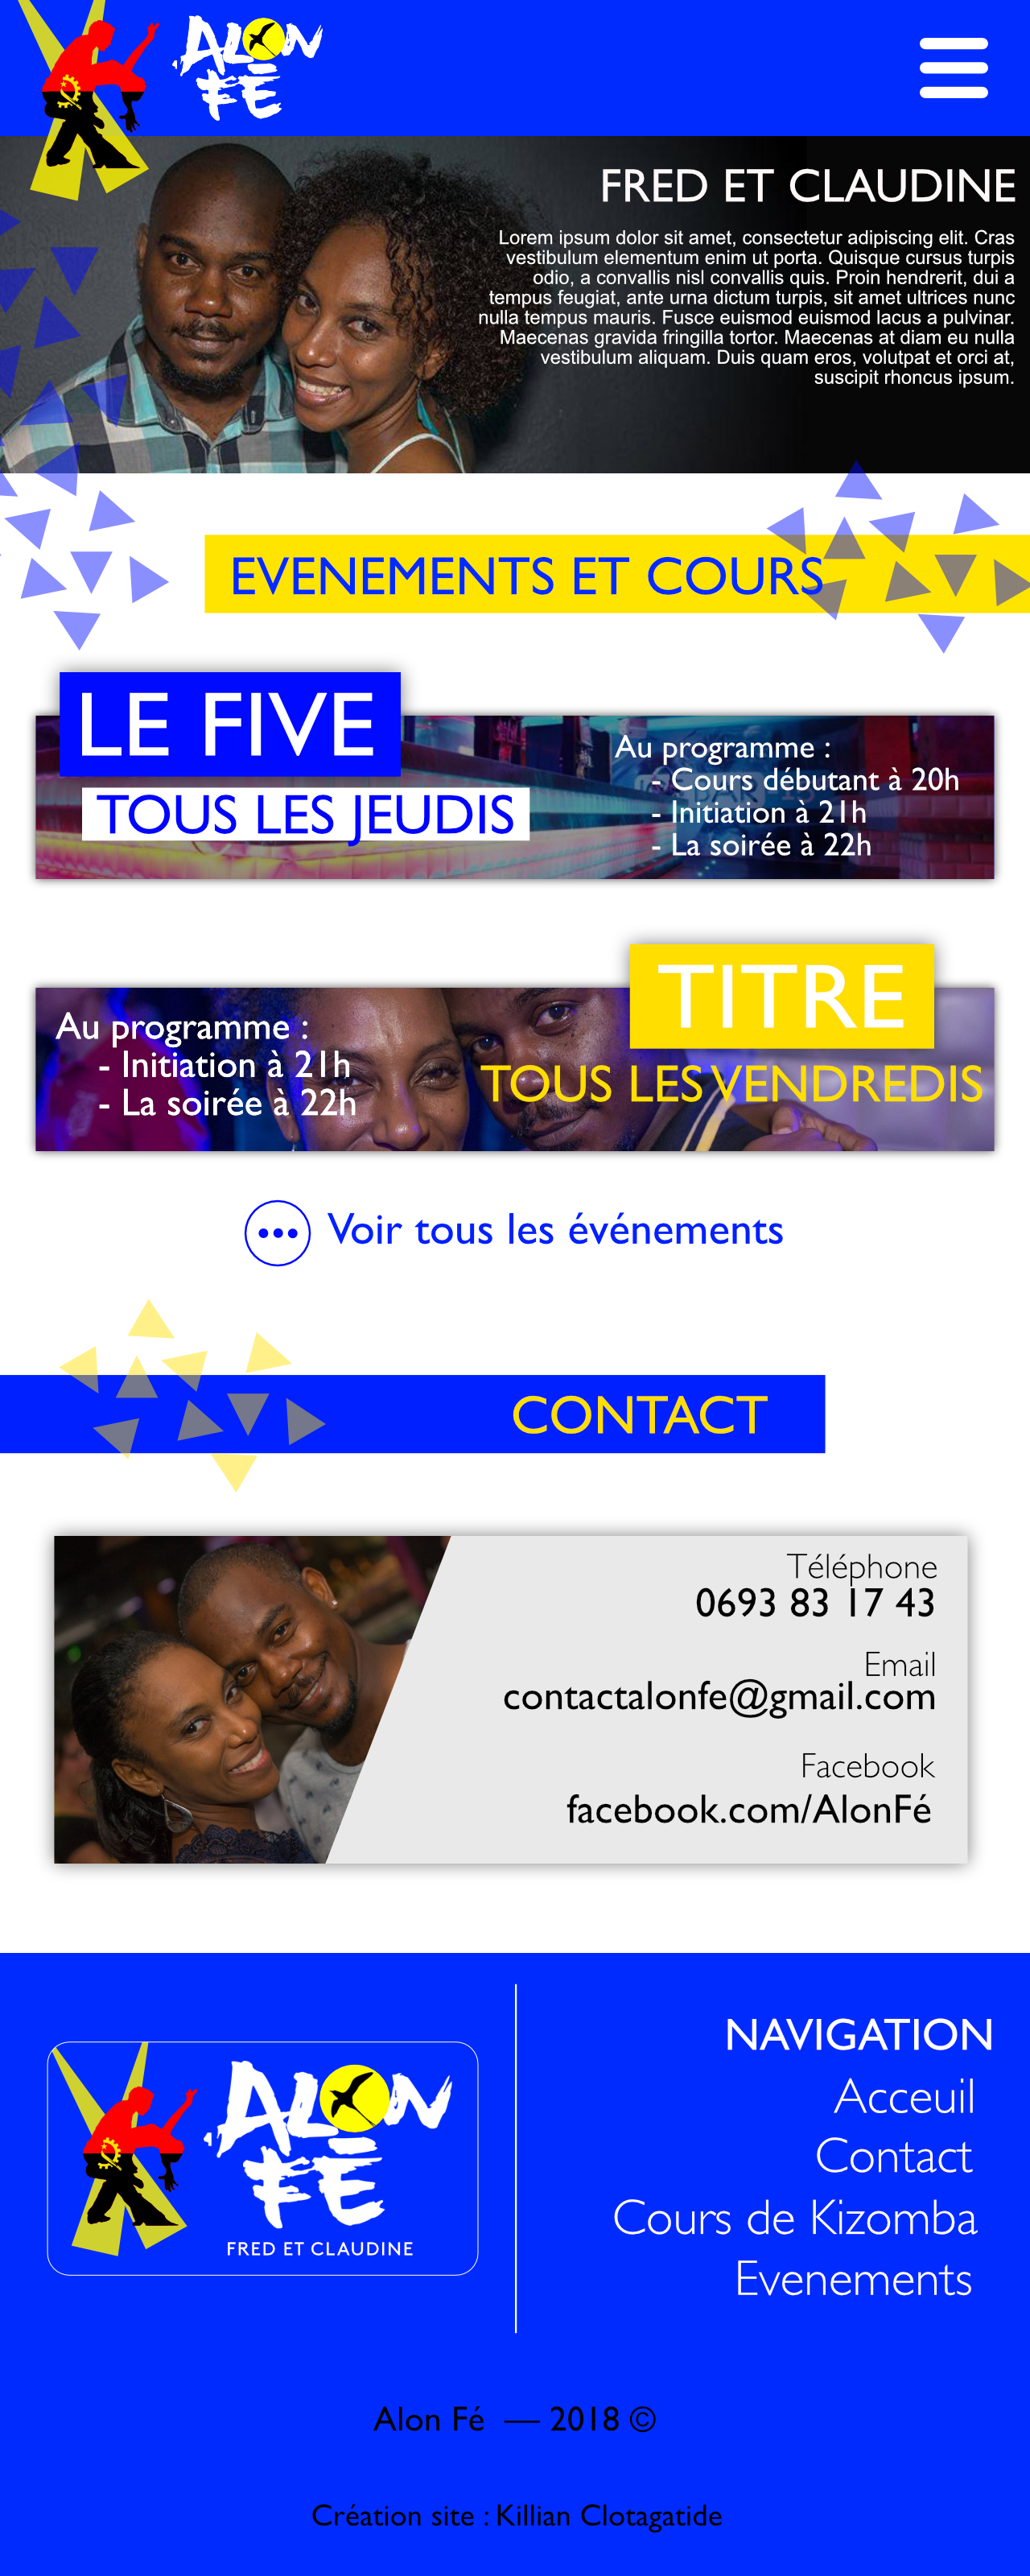 ALON
FÉ
FRED ET CLAUDINE
Lorem ipsum dolor sit amet, consectetur adipiscing elit. Cras
vestibulum elementum enim ut porta. Quisque cursus turpis
odio, a convallis nisl convallis quis. Proin hendrerit, dui a
tempus feugiat, ante urna dictum turpis, sit amet ultrices nunc
nulla tempus mauris. Fusce euismod euismod lacus a pulvinar.
Maecenas gravida fringilla tortor. Maecenas at diam eu nulla
vestibulum aliquam. Duis quam eros, volutpat et orci at,
suscipit rhoncus ipsum.
EVENEMENTS ET COURS
LE FIVE
TOUS LES JEUDIS
Au programme :
- Cours débutant à 20h
- Initiation à 21h
- La soirée à 22h
TITRE
TOUS LES VENDREDIS
Au programme :
- Initiation à 21h
- La soirée à 22h
Voir tous les événements
CONTACT
Téléphone
0693 83 17 43
Email
contactalonfe@gmail.com
Facebook
facebook.com/AlonFé
ALON
FÉ
FRED ET CLAUDINE
NAVIGATION
Acceuil
Contact
Cours de Kizomba
Evenements
Alon Fé — 2018 ©
Création site : Killian Clotagatide